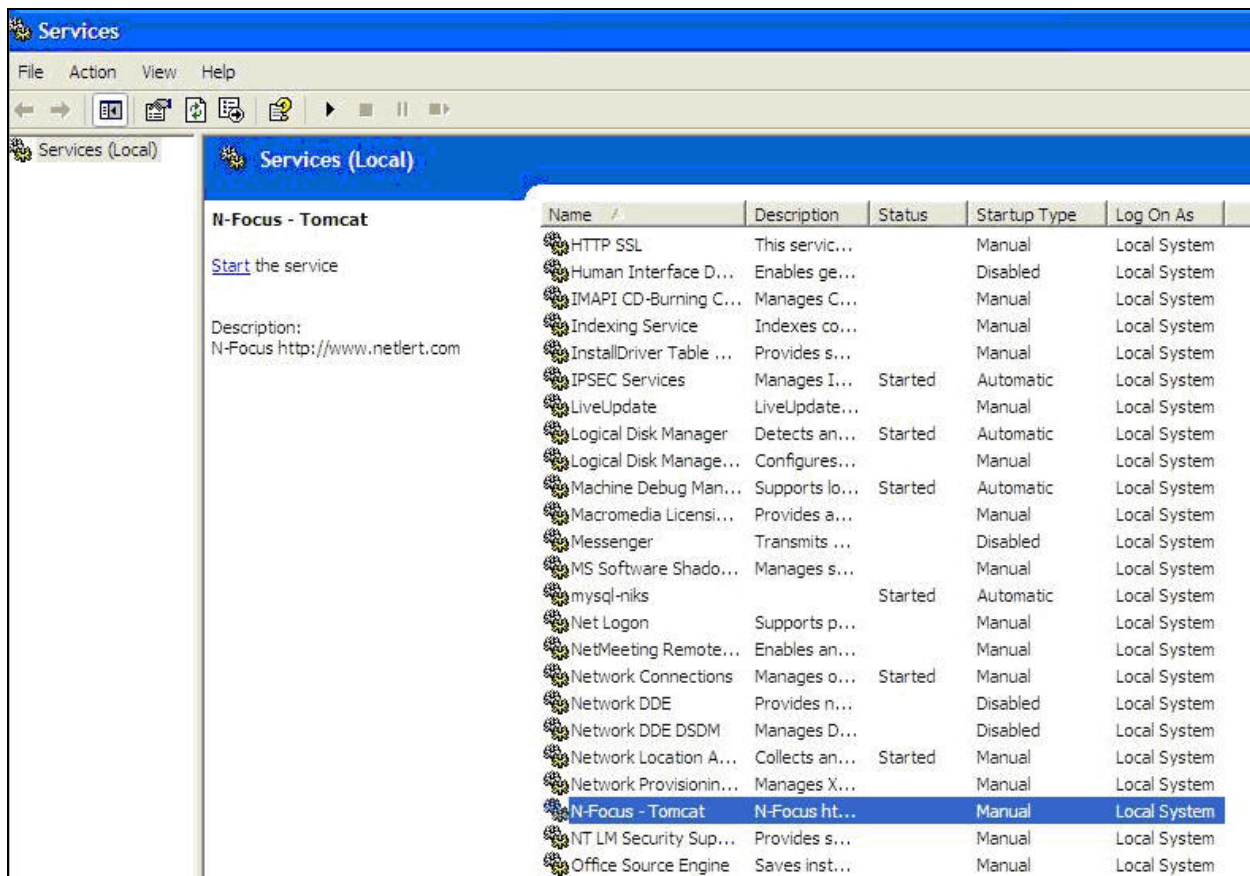 Services
File Action View Help
Services (Local)
Services (Local)
N-Focus - Tomcat
Start the service
Description:
N-Focus http://www.netlert.com
Name Description Status Startup Type Log On As
HTTP SSL This servic... Manual Local System
Human Interface D... Enables ge... Disabled Local System
IMAPI CD-Burning C... Manages C... Manual Local System
Indexing Service Indexes co... Manual Local System
InstallDriver Table ... Provides s... Manual Local System
IPSEC Services Manages I... Started Automatic Local System
LiveUpdate LiveUpdate... Manual Local System
Logical Disk Manager Detects an... Started Automatic Local System
Logical Disk Manage... Configures... Manual Local System
Machine Debug Man... Supports lo... Started Automatic Local System
Macromedia Licensi... Provides a... Manual Local System
Messenger Transmits ... Disabled Local System
MS Software Shado... Manages s... Manual Local System
mysql-niks Started Automatic Local System
Net Logon Supports p... Manual Local System
NetMeeting Remote... Enables an... Manual Local System
Network Connections Manages o... Started Manual Local System
Network DDE Provides n... Disabled Local System
Network DDE DSDM Manages D... Disabled Local System
Network Location A... Collects an... Started Manual Local System
Network Provisionin... Manages X... Manual Local System
N-Focus - Tomcat N-Focus ht... Manual Local System
NT LM Security Sup... Provides s... Manual Local System
Office Source Engine Saves inst... Manual Local System